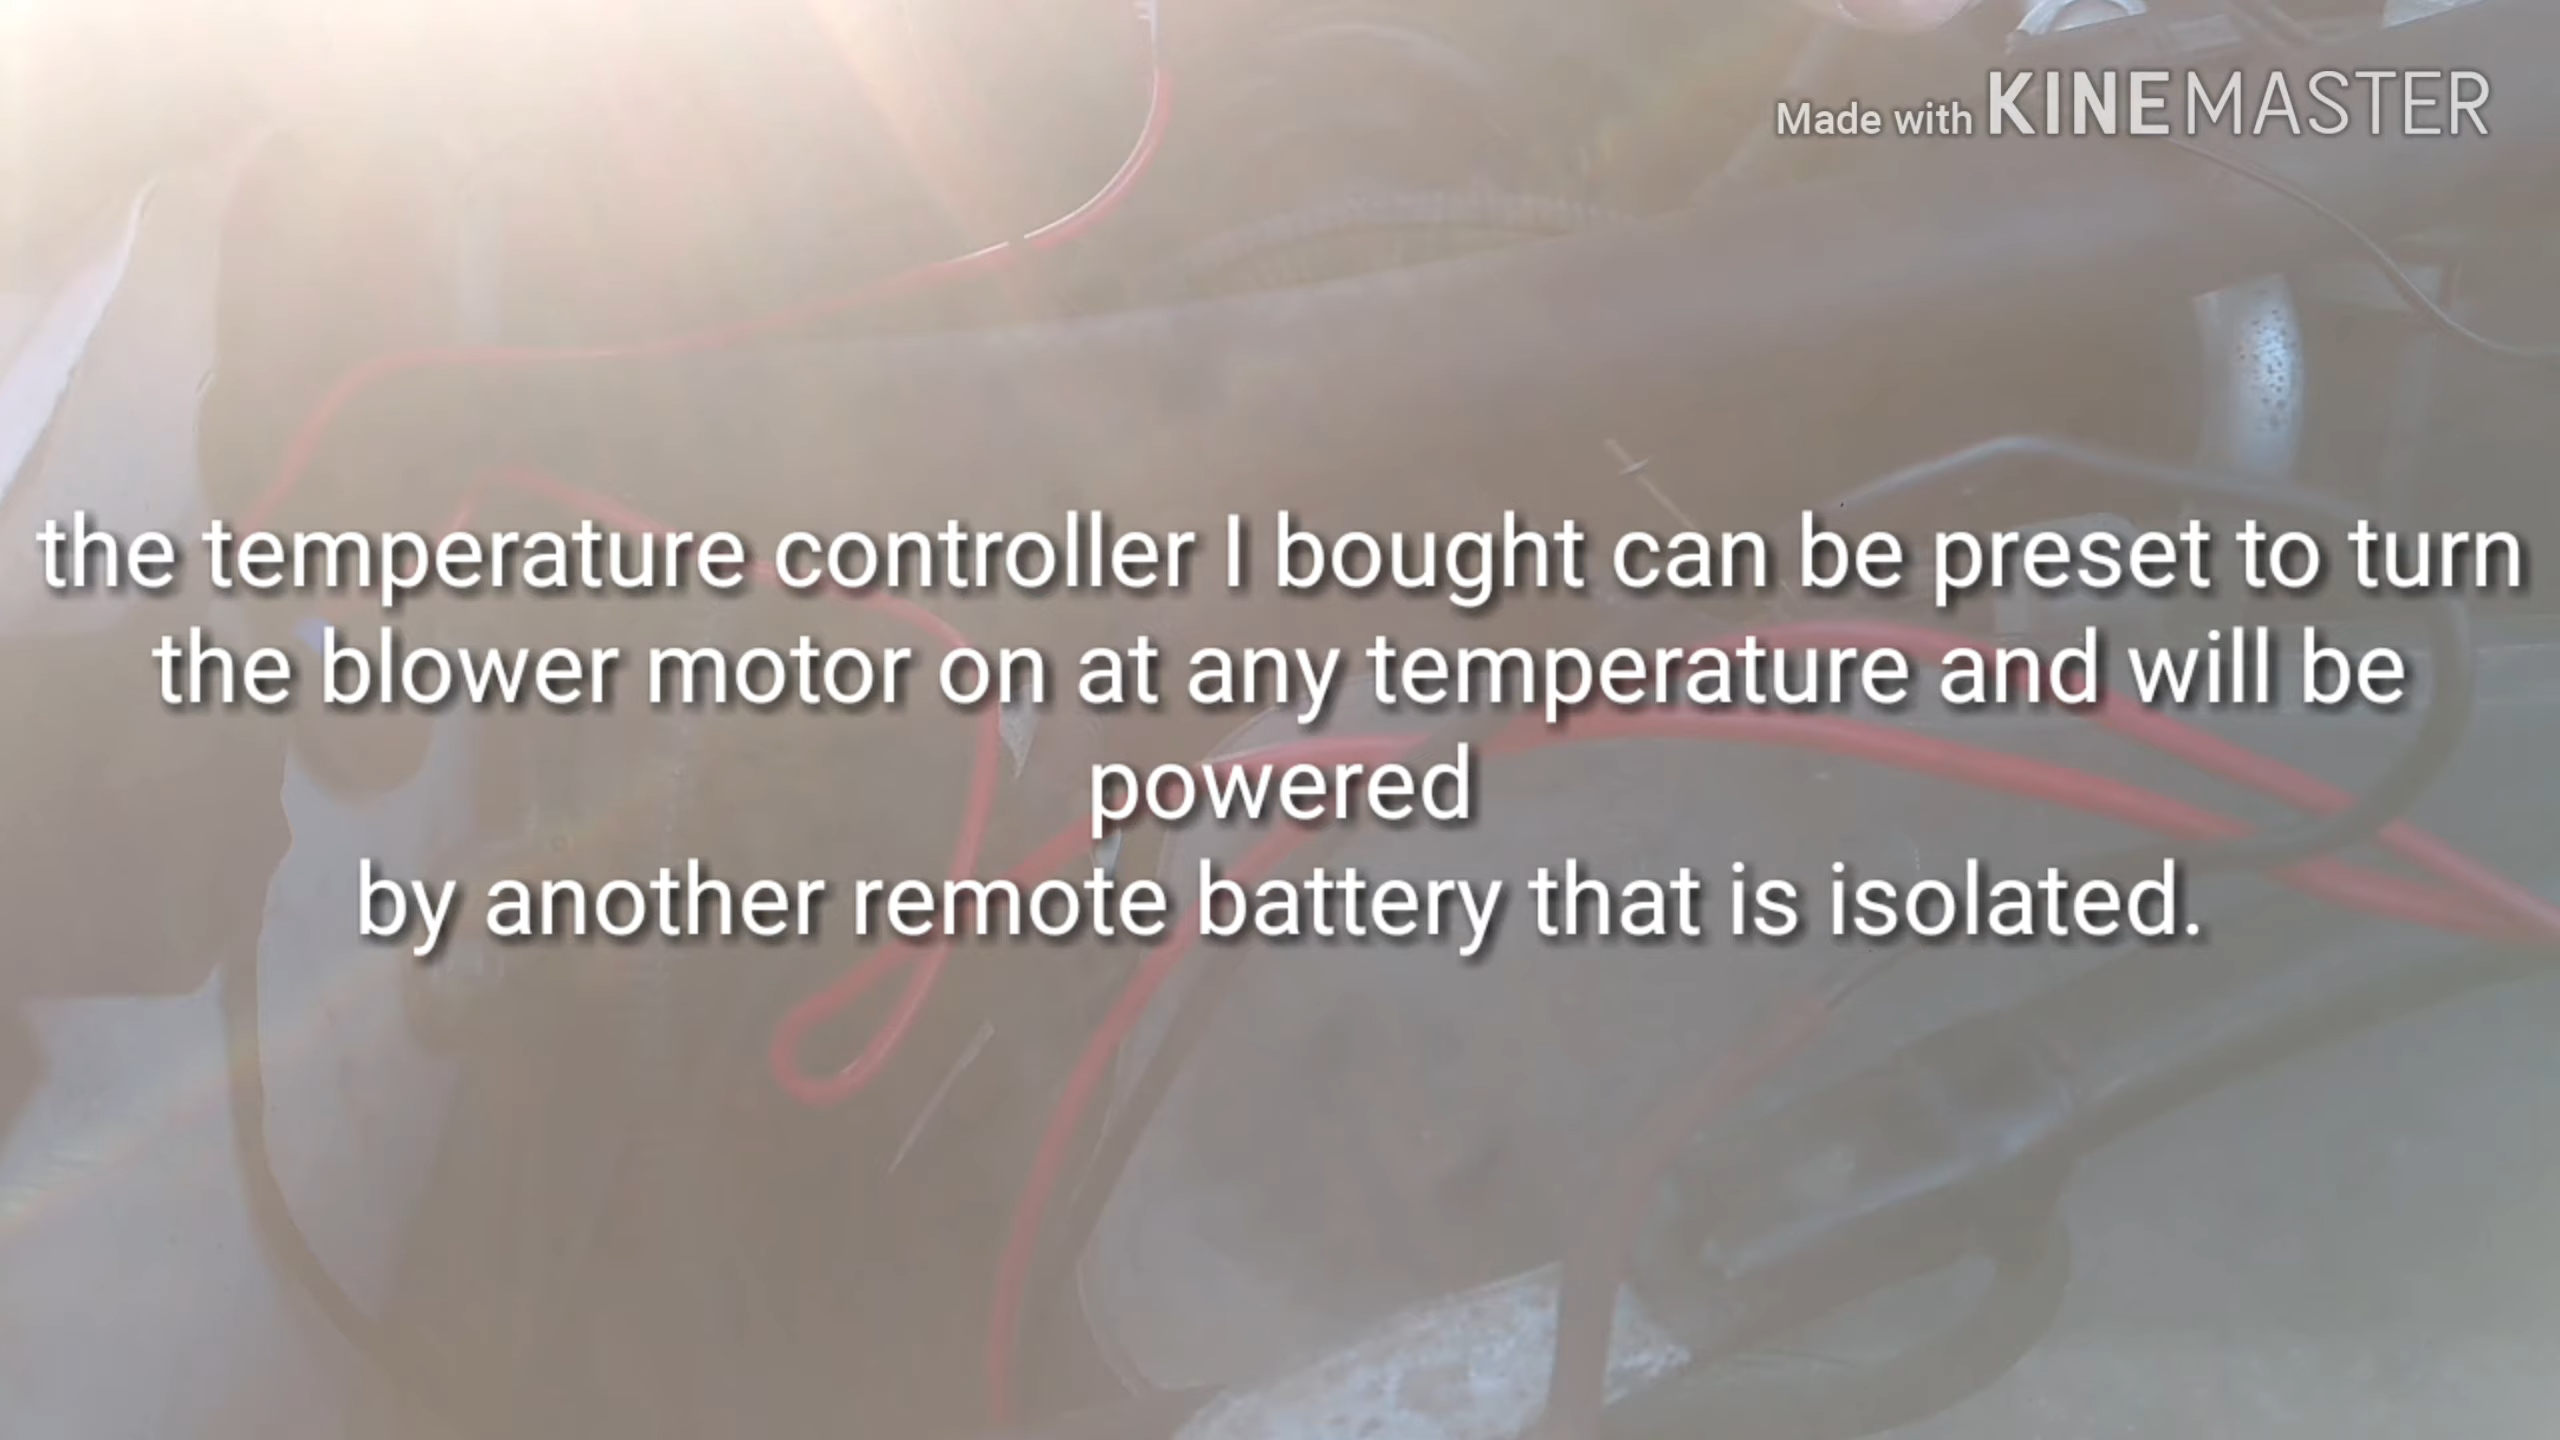 Made with KINEMASTER
the temperature controller I bought can be preset to turn
the blower motor on at any temperature and will be
powered
by another remote battery that is isolated.